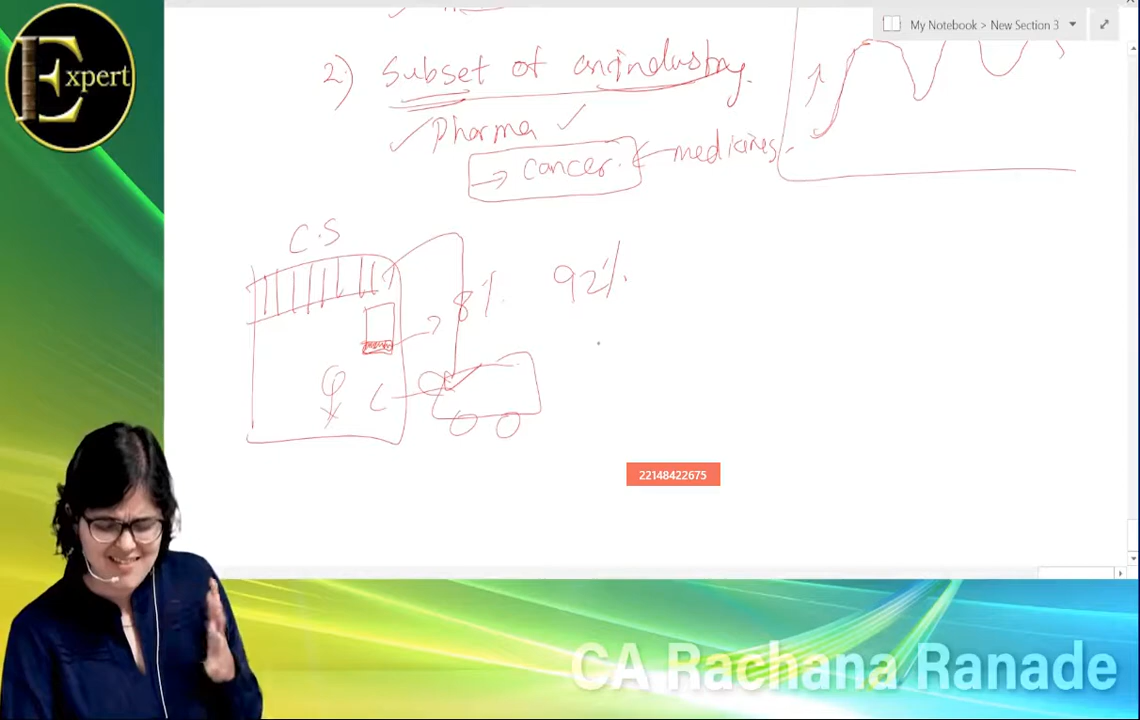 Expert
My Notebook > New Section 3
2) Subset of an industry.
Pharma
→ Cancer. ← medicines
C.S
8%
92%
22148422675
CA Rachana Ranade